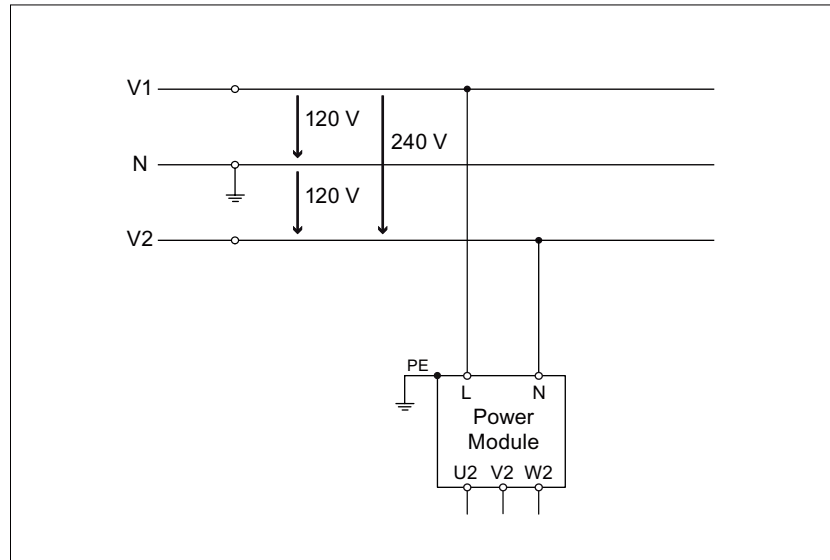 V1
120 V
240 V
N
120 V
V2
PE
L N
Power
Module
U2 V2 W2